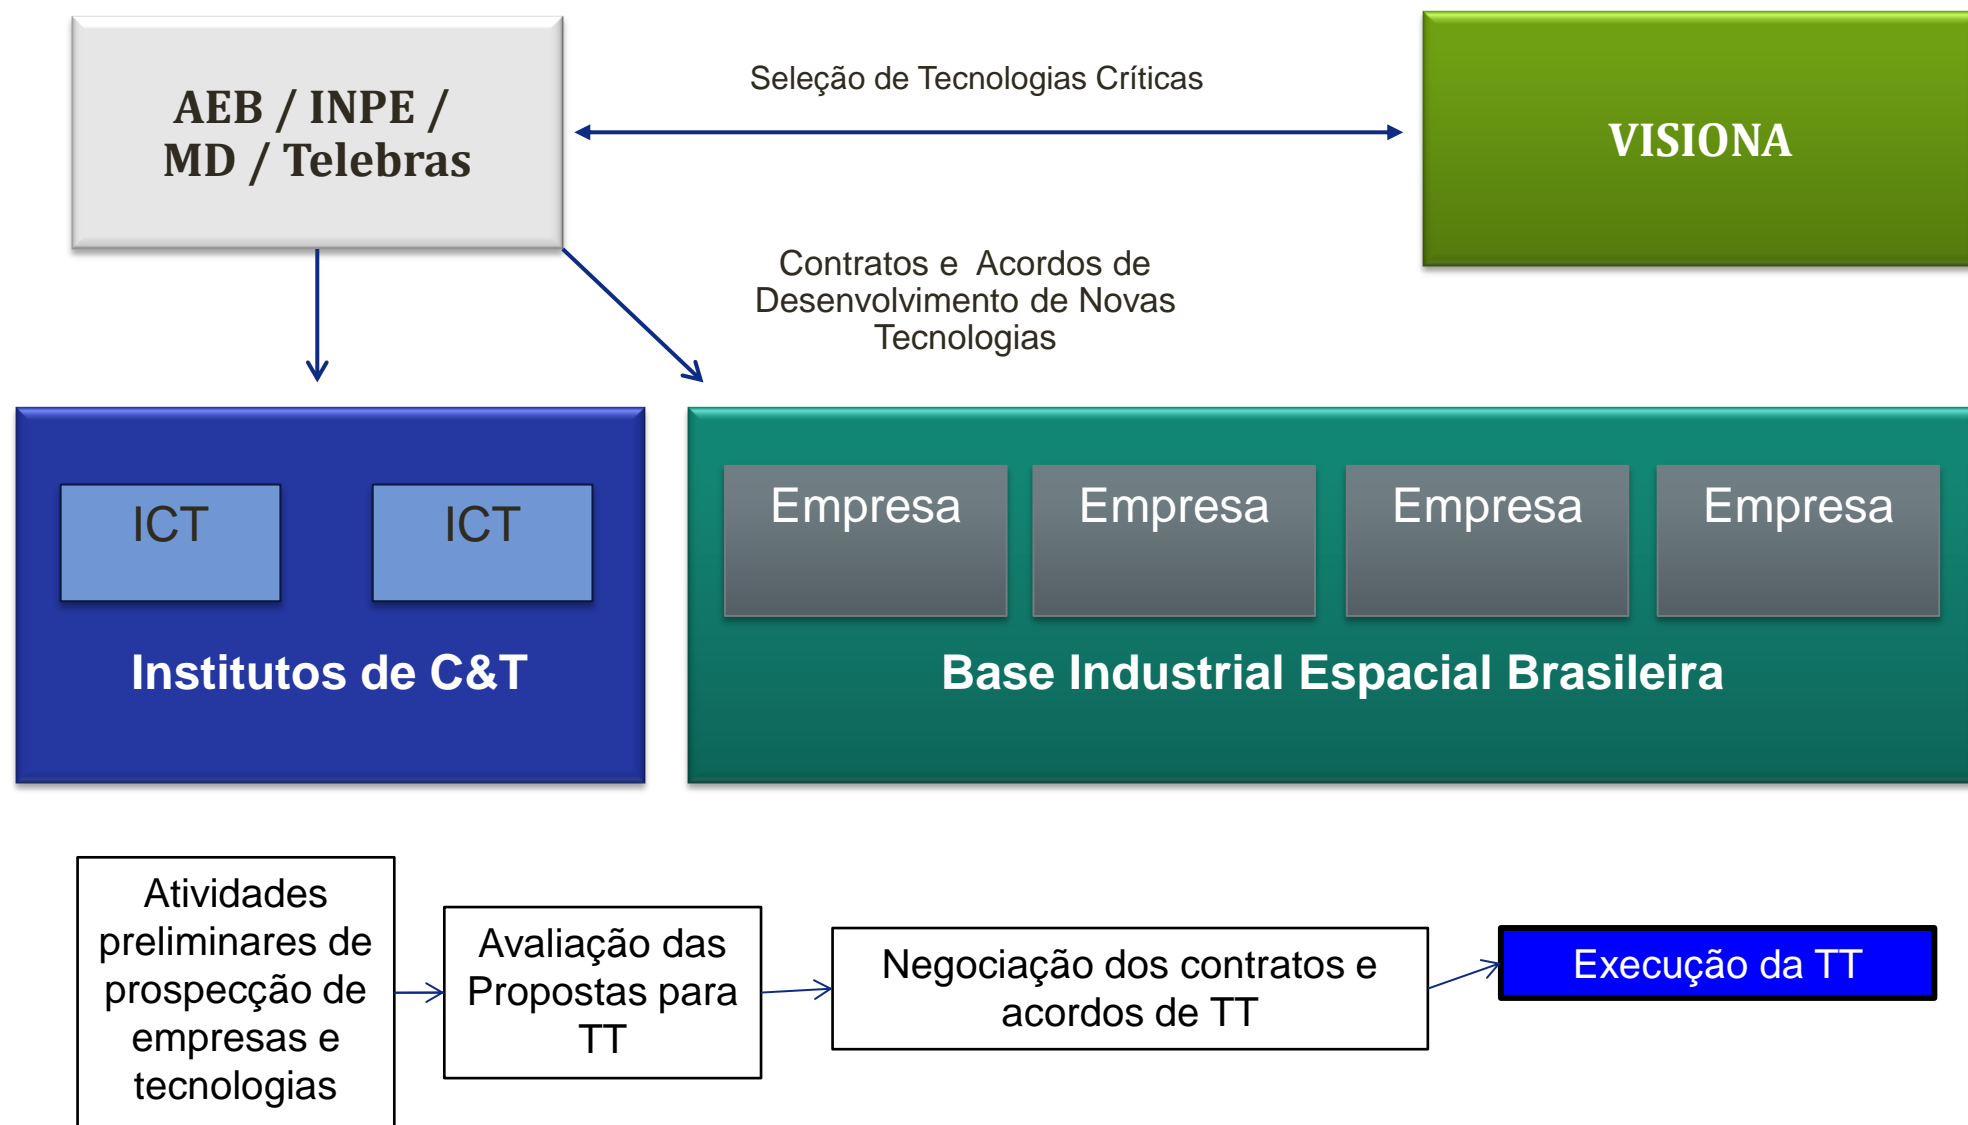 AEB / INPE /
MD / Telebras
Seleção de Tecnologias Críticas
VISIONA
Contratos e  Acordos de
Desenvolvimento de Novas
Tecnologias
ICT
ICT
Institutos de C&T
Empresa
Empresa
Empresa
Empresa
Base Industrial Espacial Brasileira
Atividades
preliminares de
prospecção de
empresas e
tecnologias
Avaliação das
Propostas para
TT
Negociação dos contratos e
acordos de TT
Execução da TT